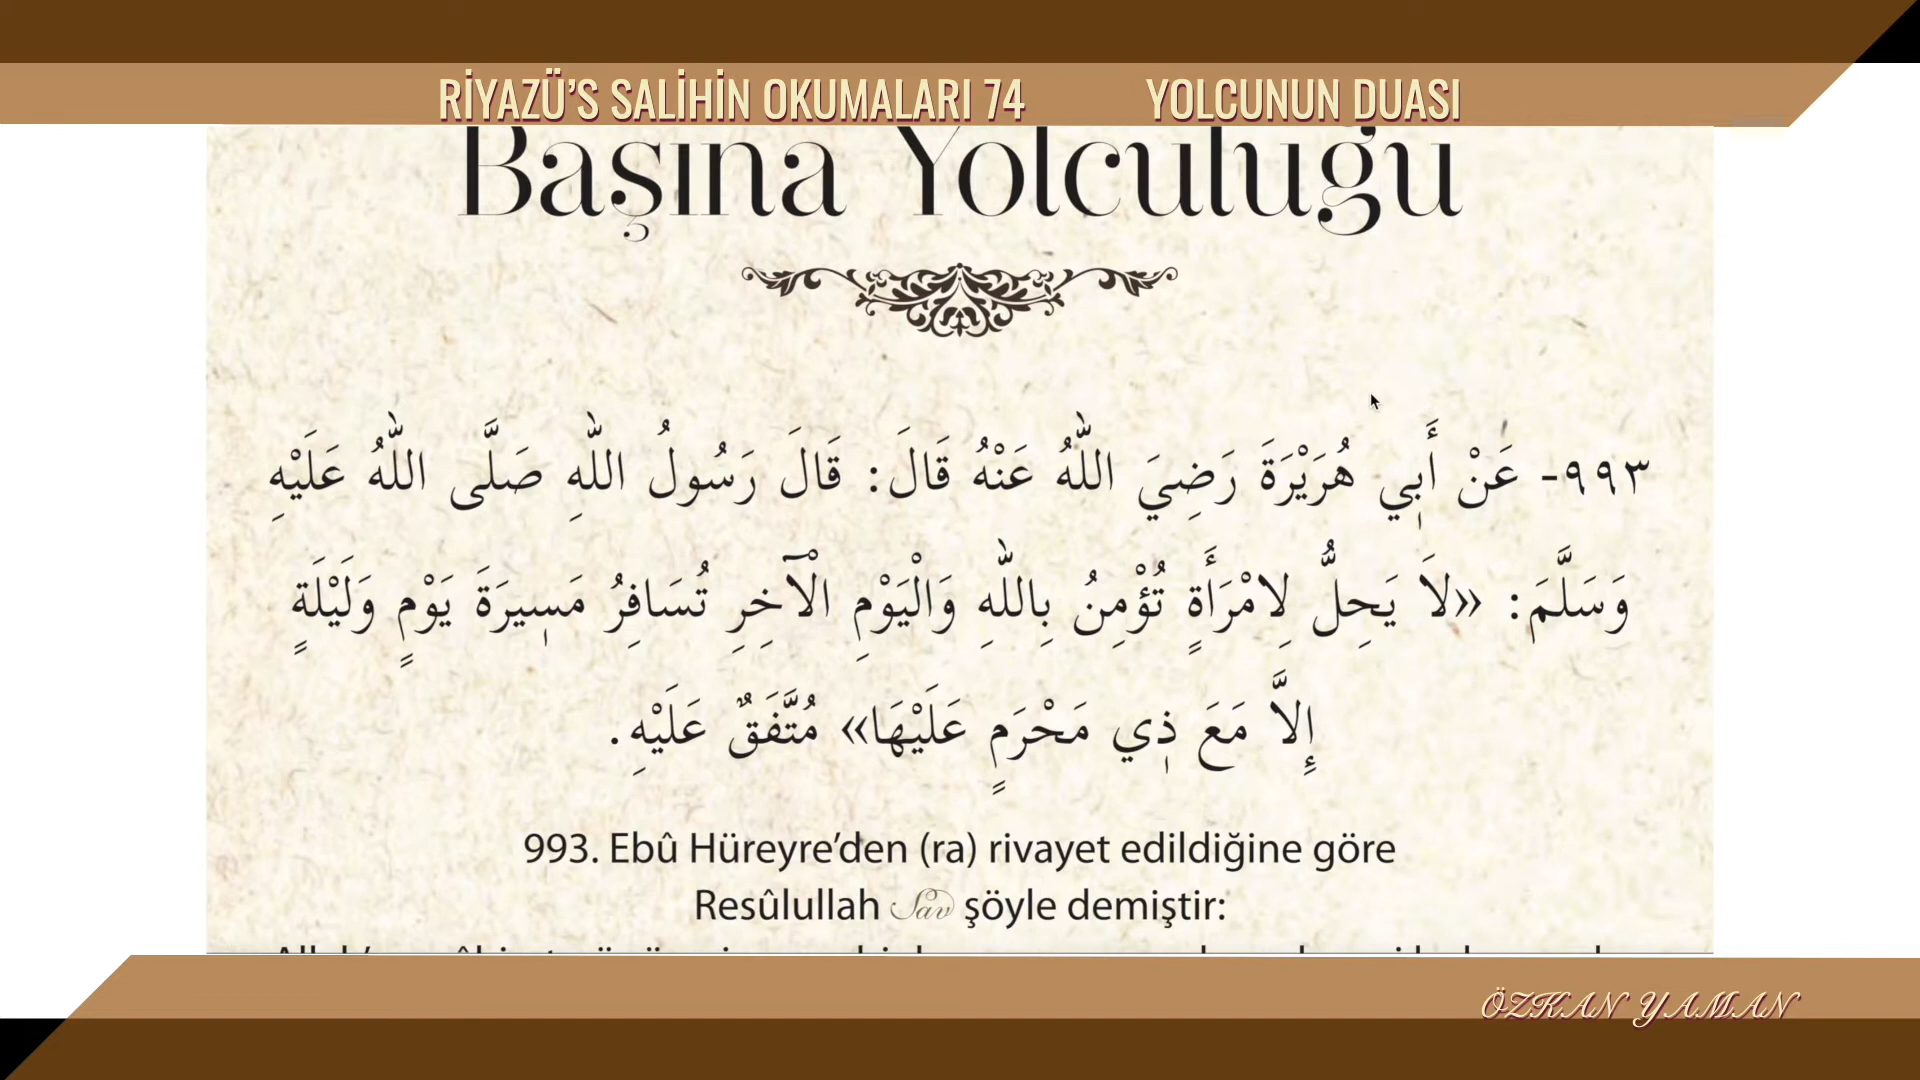 RİYAZÜ’S SALİHİN OKUMALARI 74 YOLCUNUN DUASI
Başına Yolculuğu
٩٩٣- عَنْ أَبِي هُرَيْرَةَ رَضِيَ اللّٰهُ عَنْهُ قَالَ: قَالَ رَسُولُ اللّٰهِ صَلَّى اللّٰهُ عَلَيْهِ
وَسَلَّمَ: «لاَ يَحِلُّ لِامْرَأَةٍ تُؤْمِنُ بِاللّٰهِ وَالْيَوْمِ الْآخِرِ تُسَافِرُ مَسِيرَةَ يَوْمٍ وَلَيْلَةٍ
إِلاَّ مَعَ ذِي مَحْرَمٍ عَلَيْهَا» مُتَّفَقٌ عَلَيْهِ.
993. Ebû Hüreyre’den (ra) rivayet edildiğine göre
Resûlullah Sav şöyle demiştir:
ÖZKAN YAMAN